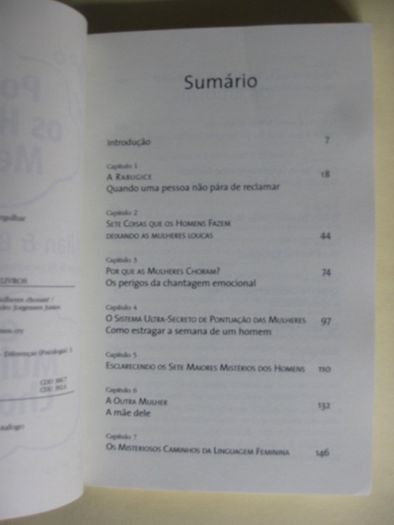 Sumário
Introdução 7
Capítulo 1
A Rabugice 18
Quando uma pessoa não pára de reclamar
Capítulo 2
Sete Coisas que os Homens Fazem
deixando as mulheres loucas 44
Capítulo 3
Por que as Mulheres Choram? 74
Os perigos da chantagem emocional
Capítulo 4
O Sistema Ultra-Secreto de Pontuação das Mulheres 97
Como estragar a semana de um homem
Capítulo 5
Esclarecendo os Sete Maiores Mistérios dos Homens 110
Capítulo 6
A Outra Mulher 132
A mãe dele
Capítulo 7
Os Misteriosos Caminhos da Linguagem Feminina 146